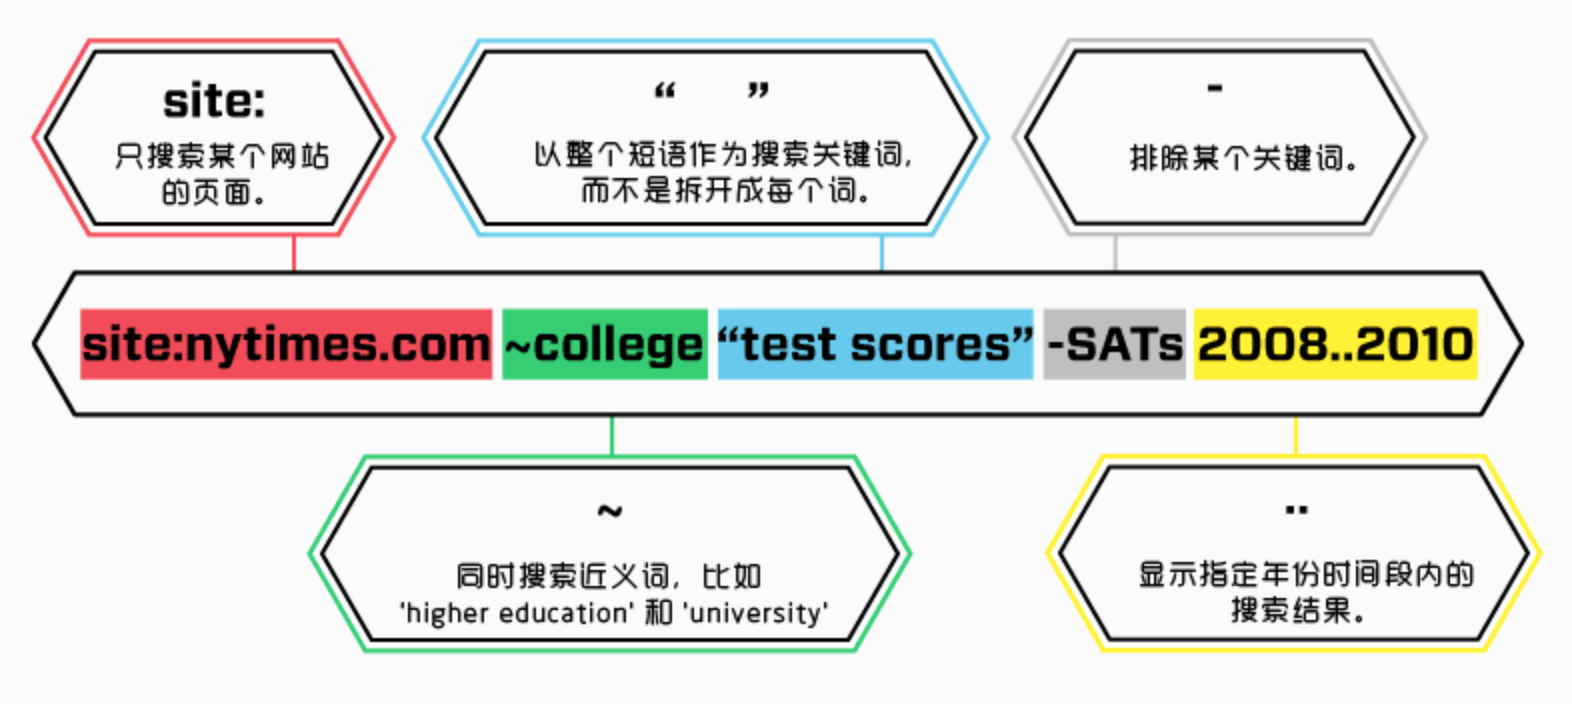 site:
只搜索某个网站
的页面。
“ ”
以整个短语作为搜索关键词,
而不是拆开成每个词。
-
排除某个关键词。
site:nytimes.com ~college “test scores” -SATs 2008..2010
~
同时搜索近义词, 比如
'higher education' 和 'university'
..
显示指定年份时间段内的
搜索结果。